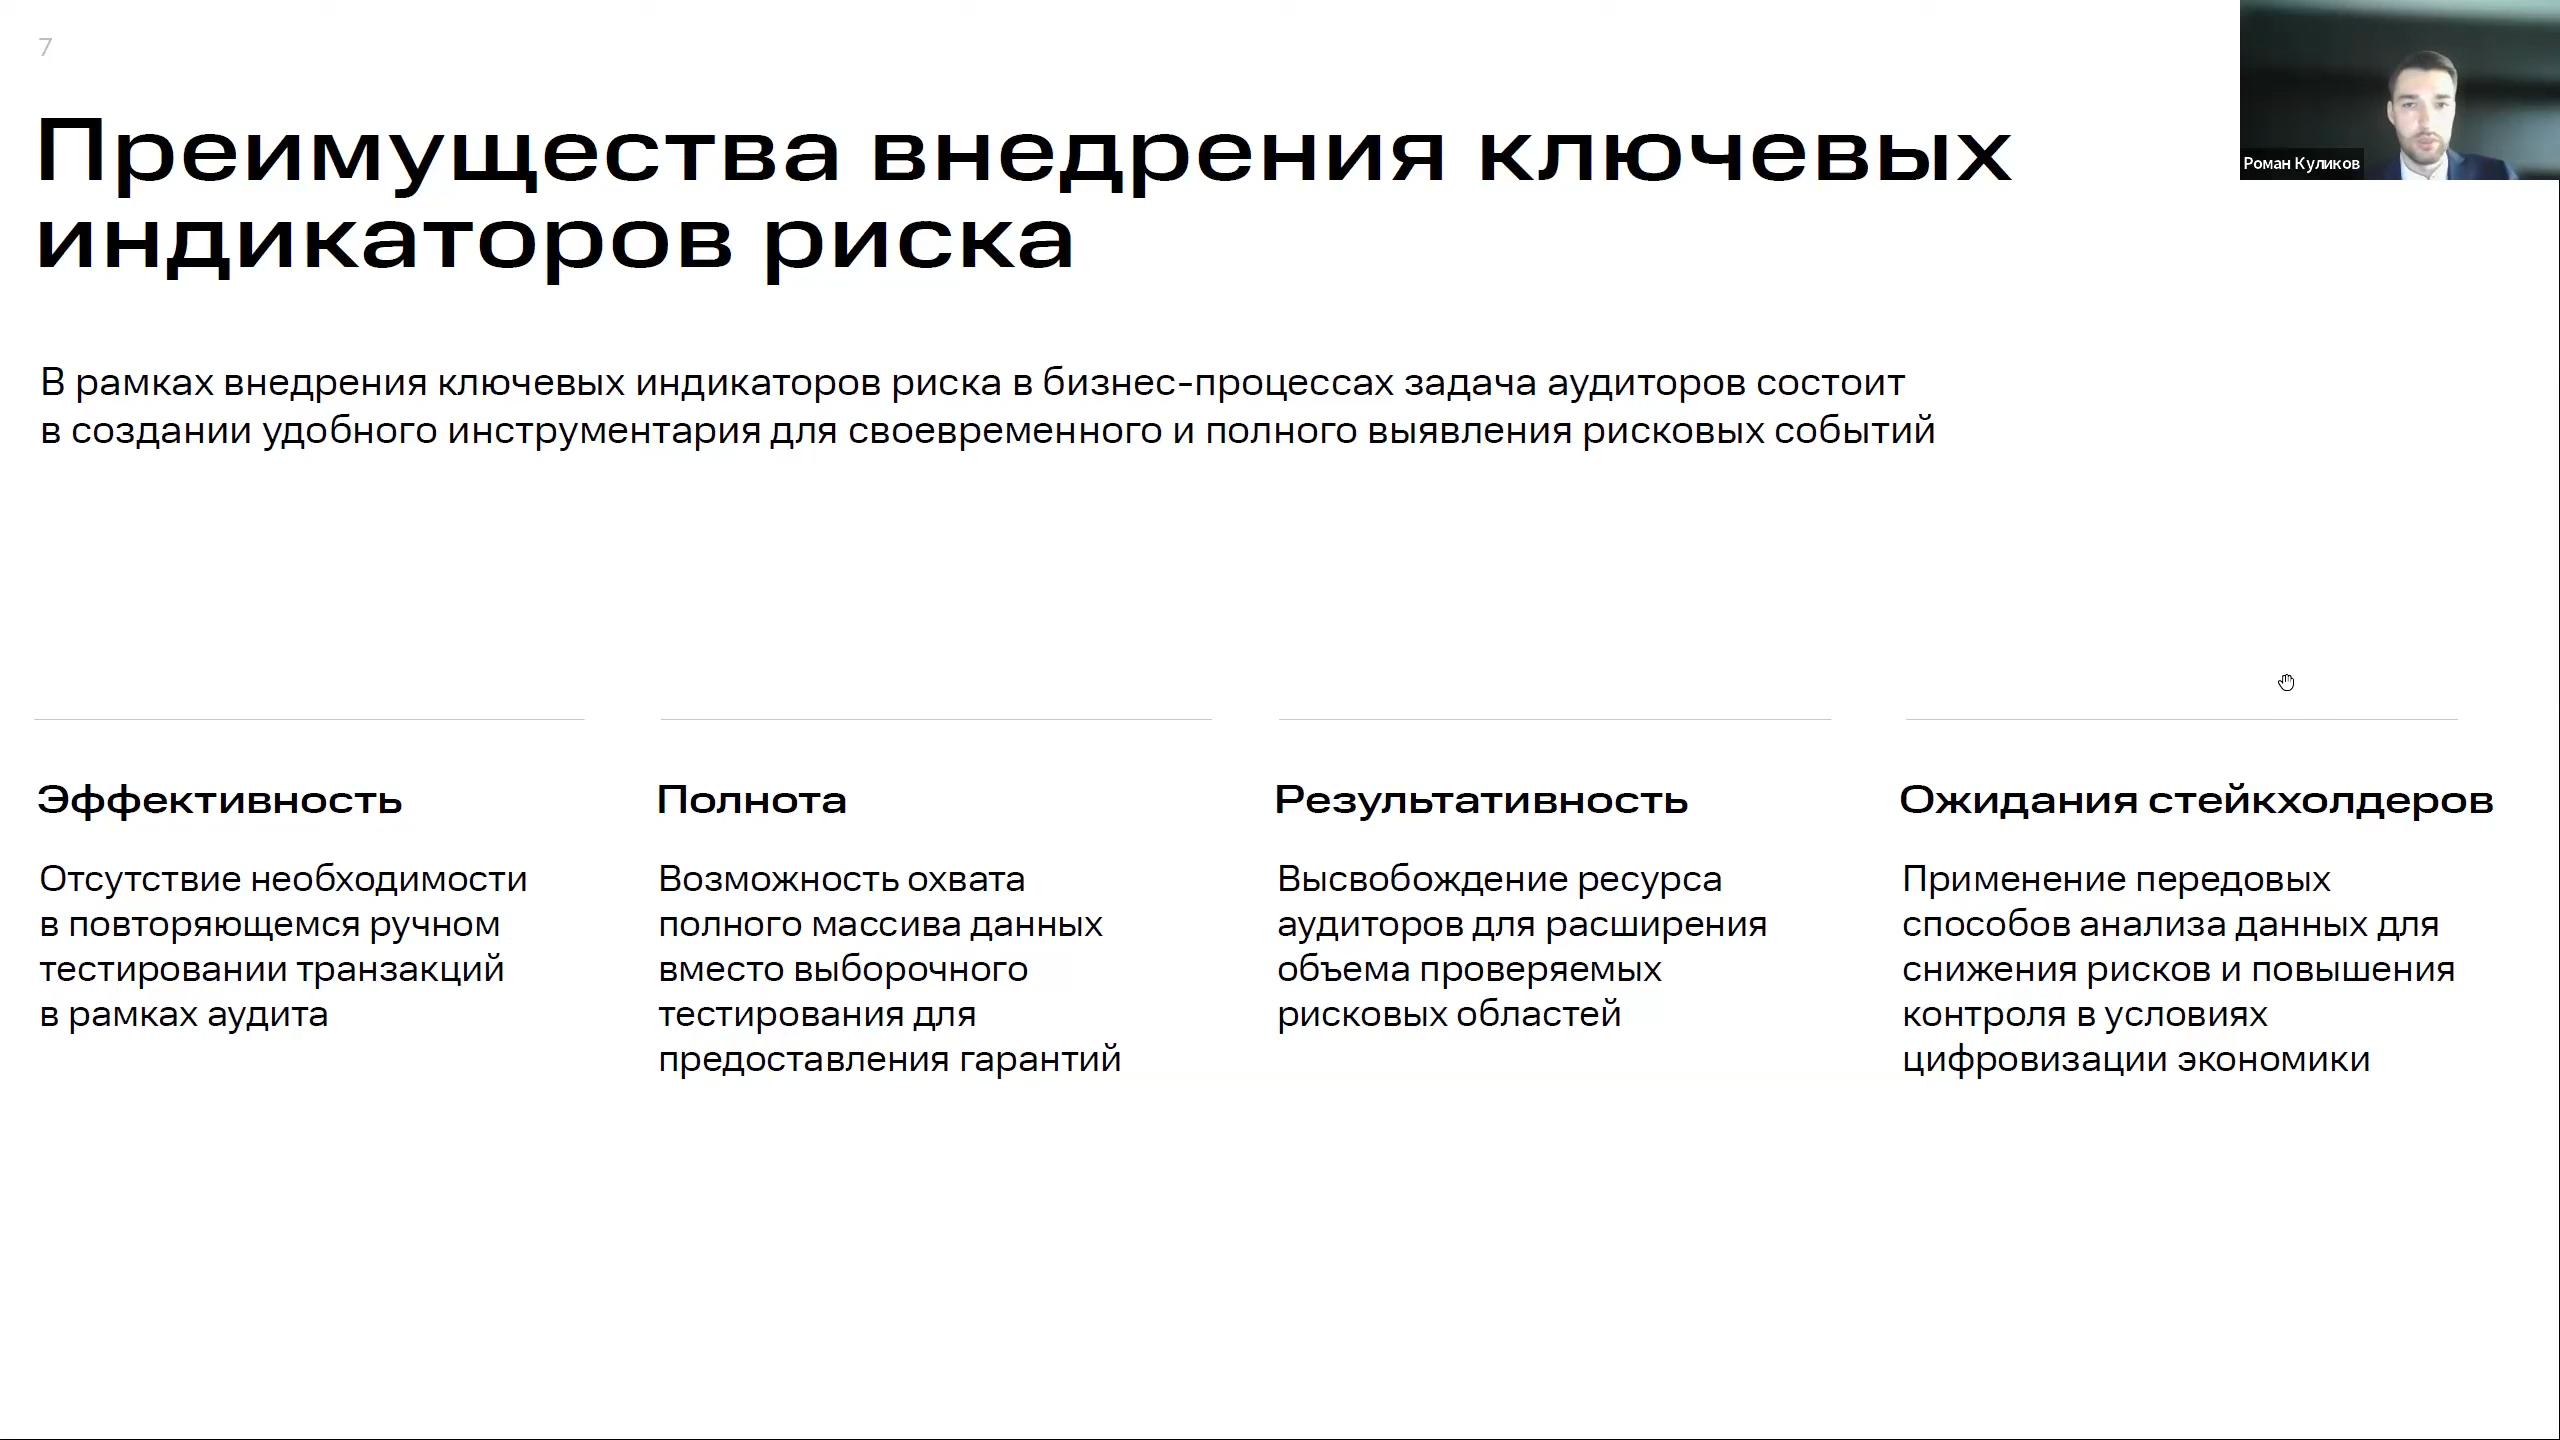 7
Преимущества внедрения ключевых
индикаторов риска
Роман Куликов
В рамках внедрения ключевых индикаторов риска в бизнес-процессах задача аудиторов состоит
в создании удобного инструментария для своевременного и полного выявления рисковых событий
Эффективность
Отсутствие необходимости
в повторяющемся ручном
тестировании транзакций
в рамках аудита
Полнота
Возможность охвата
полного массива данных
вместо выборочного
тестирования для
предоставления гарантий
Результативность
Высвобождение ресурса
аудиторов для расширения
объема проверяемых
рисковых областей
Ожидания стейкхолдеров
Применение передовых
способов анализа данных для
снижения рисков и повышения
контроля в условиях
цифровизации экономики